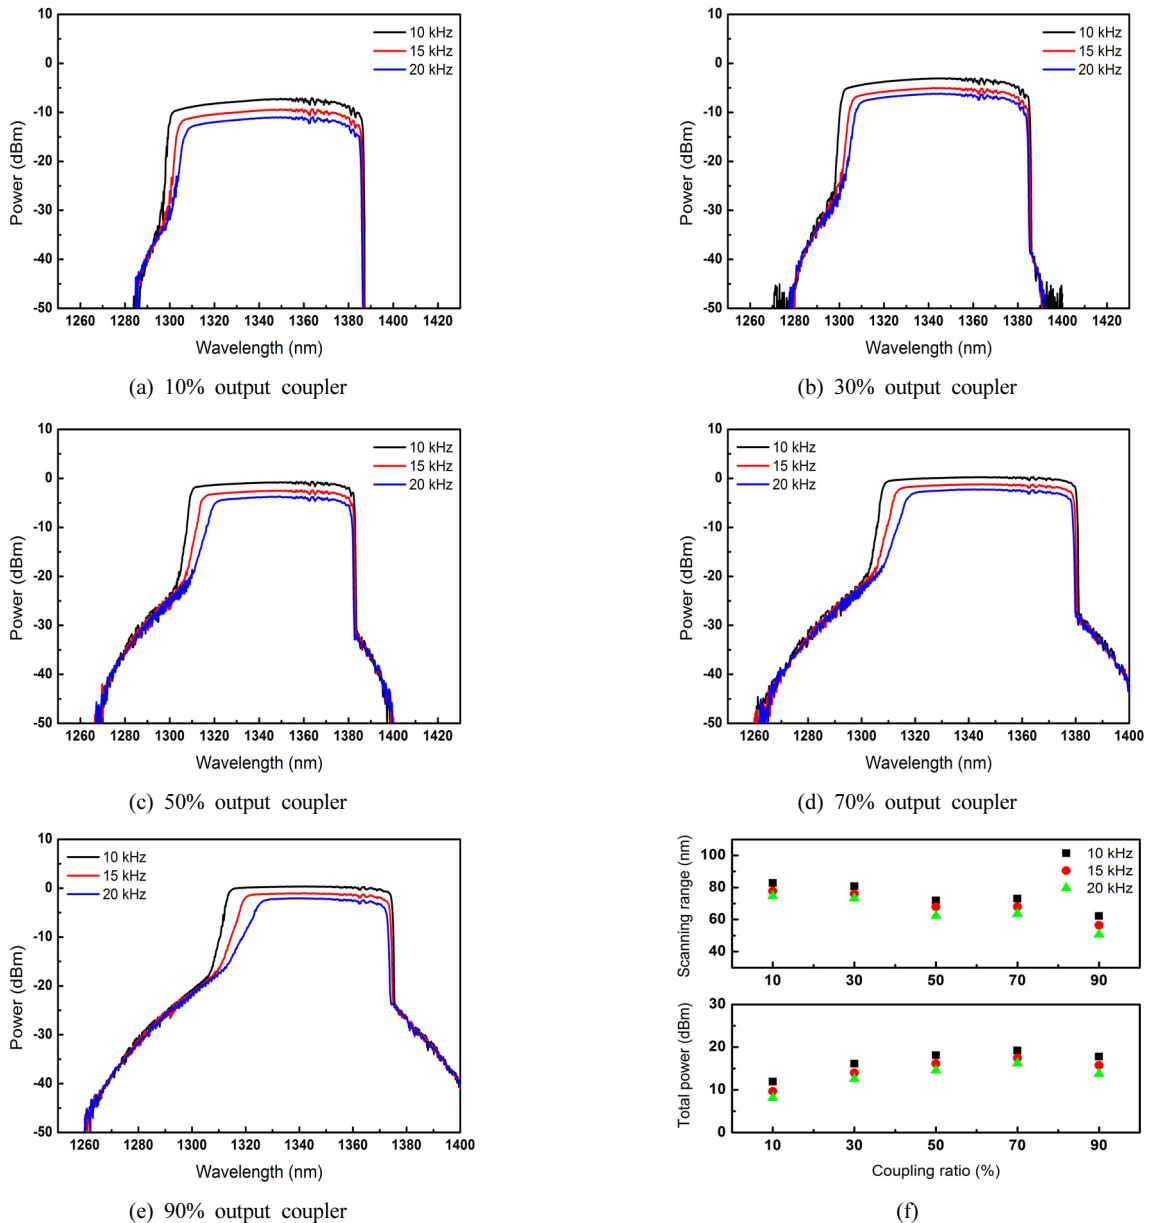 10
0
-10
-20
-30
-40
-50
Power (dBm)
10 kHz
15 kHz
20 kHz
1260 1280 1300 1320 1340 1360 1380 1400 1420
Wavelength (nm)
(a) 10% output coupler
10
0
-10
-20
-30
-40
-50
Power (dBm)
10 kHz
15 kHz
20 kHz
1260 1280 1300 1320 1340 1360 1380 1400 1420
Wavelength (nm)
(b) 30% output coupler
10
0
-10
-20
-30
-40
-50
Power (dBm)
10 kHz
15 kHz
20 kHz
1260 1280 1300 1320 1340 1360 1380 1400 1420
Wavelength (nm)
(c) 50% output coupler
10
0
-10
-20
-30
-40
-50
Power (dBm)
10 kHz
15 kHz
20 kHz
1260 1280 1300 1320 1340 1360 1380 1400
Wavelength (nm)
(d) 70% output coupler
10
0
-10
-20
-30
-40
-50
Power (dBm)
10 kHz
15 kHz
20 kHz
1260 1280 1300 1320 1340 1360 1380 1400
Wavelength (nm)
(e) 90% output coupler
100
80
60
40
Scanning range (nm)
10 kHz
15 kHz
20 kHz
10 30 50 70 90
30
20
10
0
Total power (dBm)
10 30 50 70 90
Coupling ratio (%)
(f)